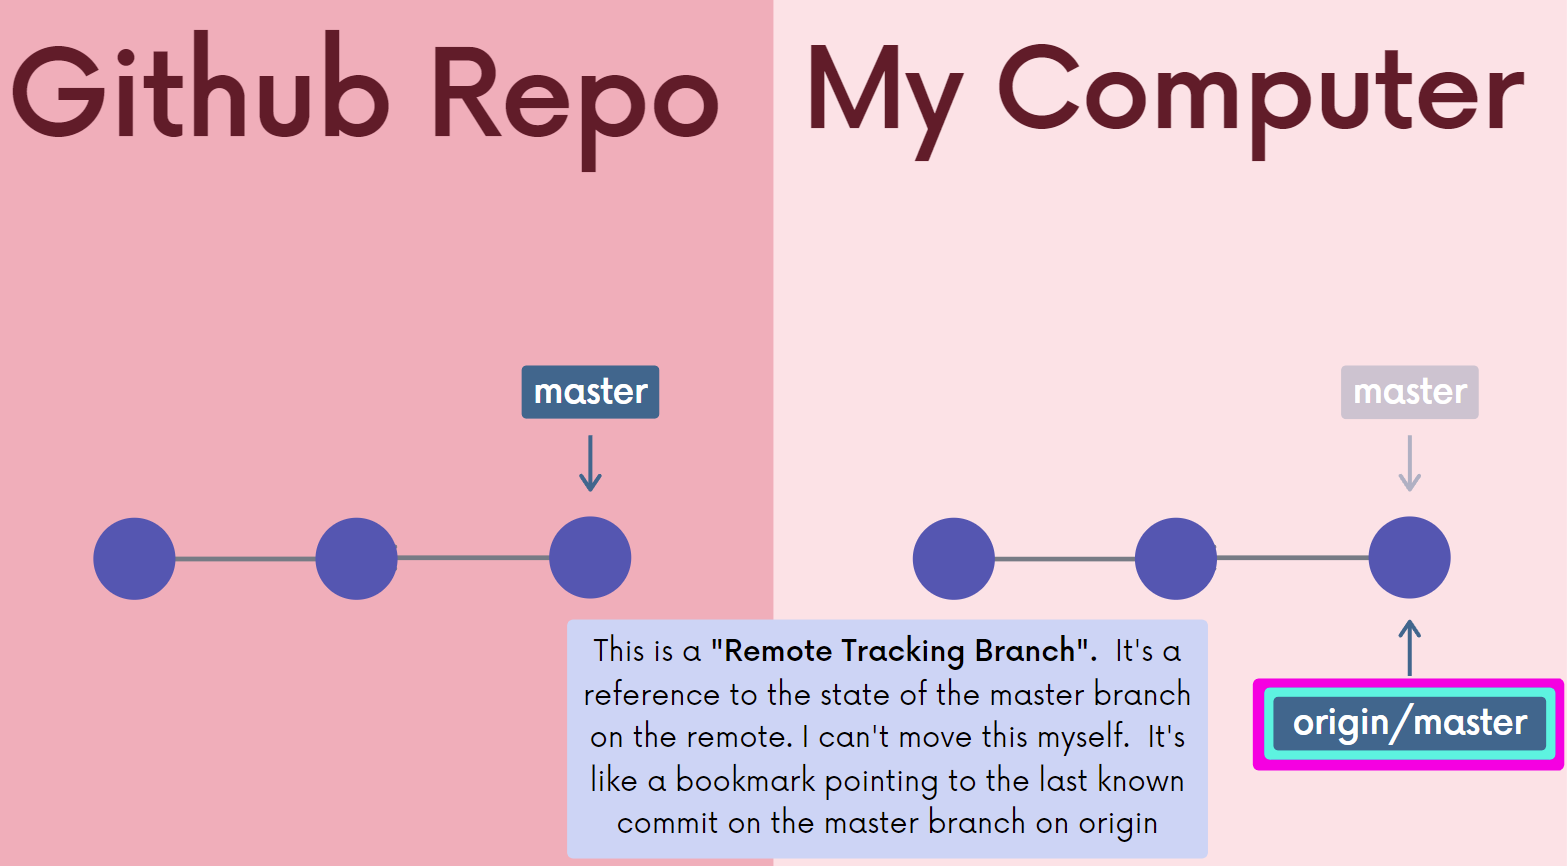 Github Repo
My Computer
master
master
This is a "Remote Tracking Branch".  It's a
reference to the state of the master branch
on the remote. I can't move this myself.  It's
like a bookmark pointing to the last known
commit on the master branch on origin
origin/master